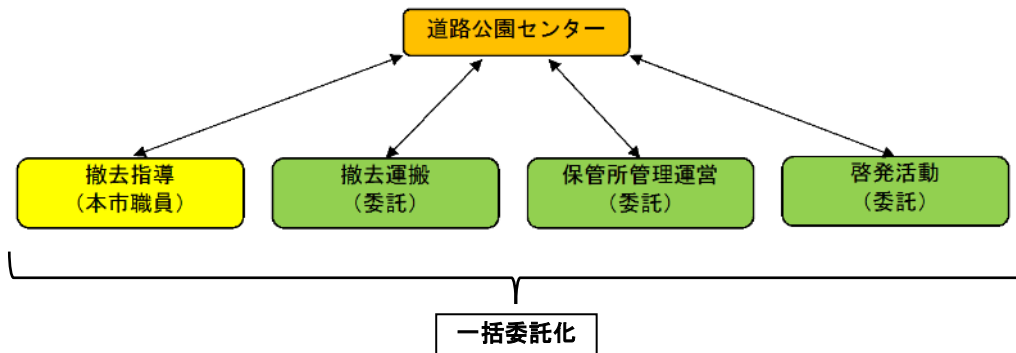 道路公園センター
撤去指導
（本市職員）
撤去運搬
（委託）
保管所管理運営
（委託）
啓発活動
（委託）
一括委託化